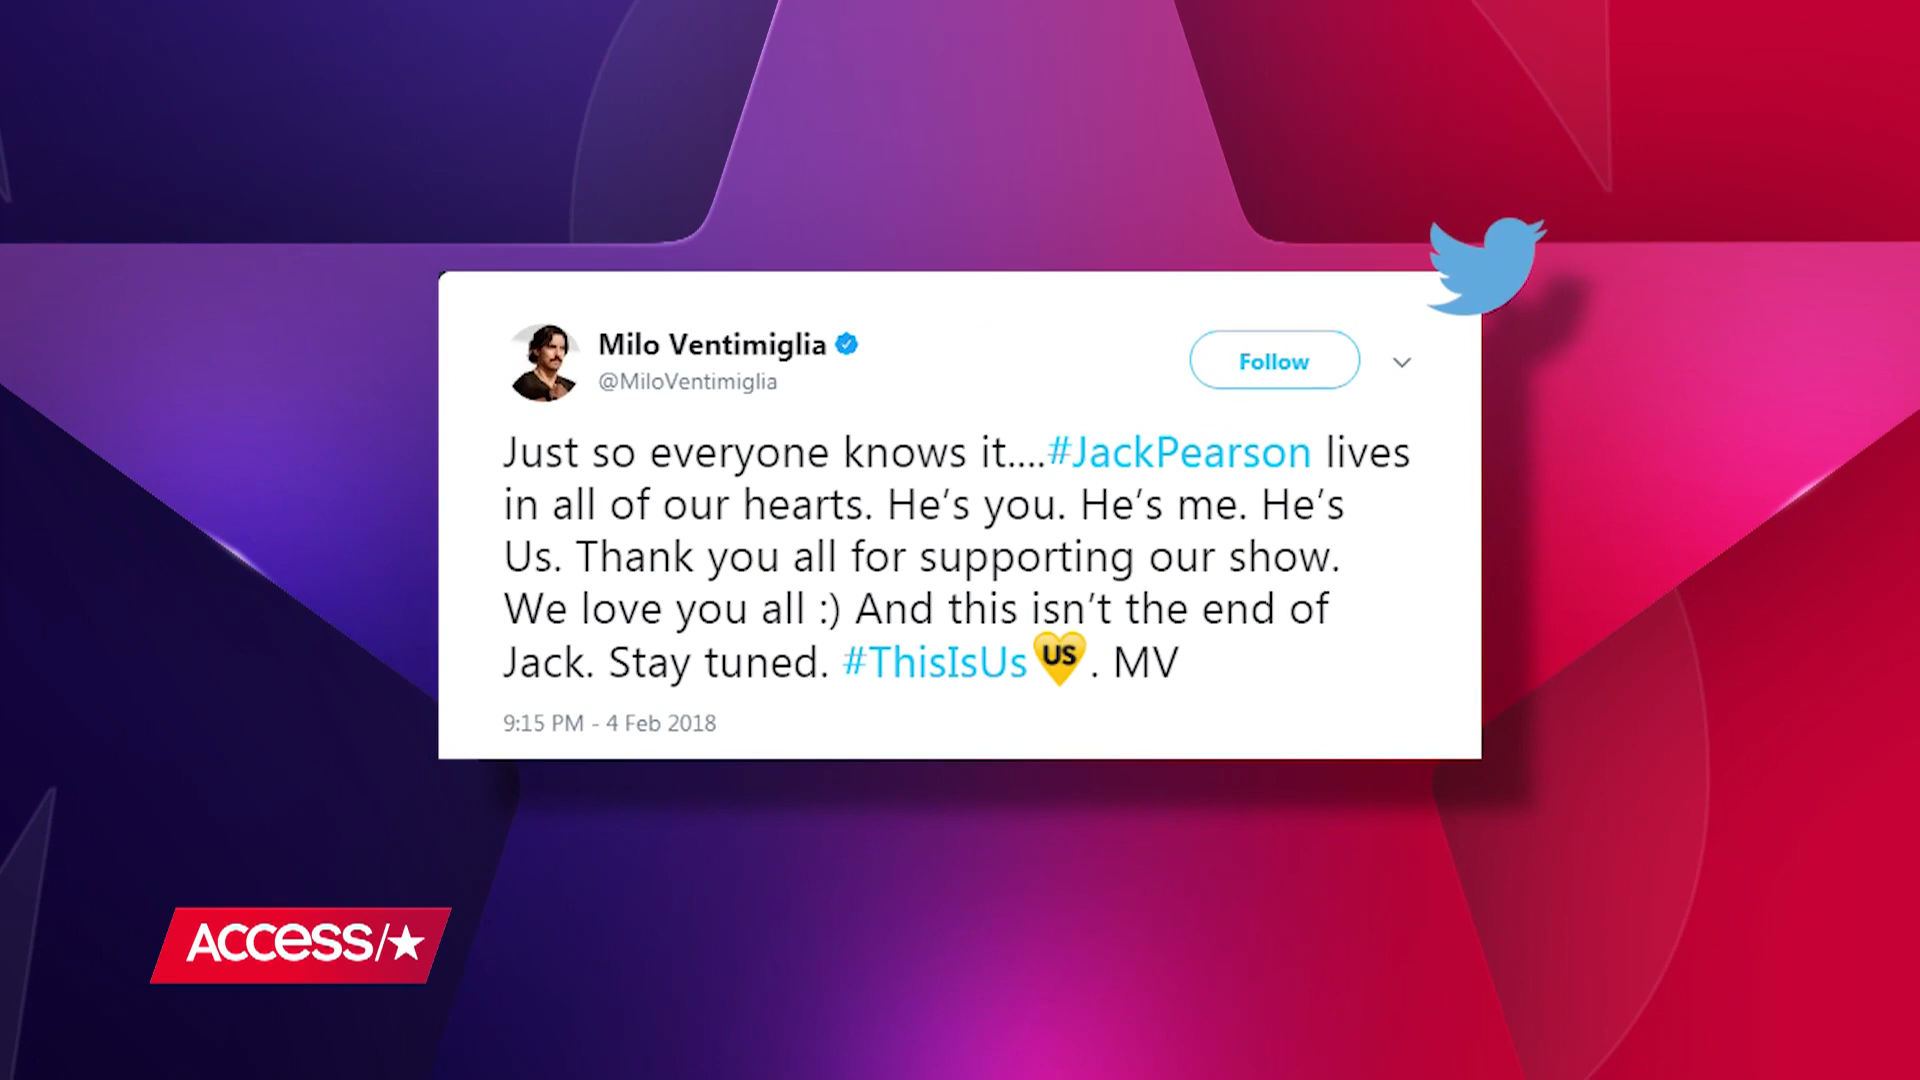 Milo Ventimiglia
@MiloVentimiglia
Follow
Just so everyone knows it....#JackPearson lives
in all of our hearts. He’s you. He’s me. He’s
Us. Thank you all for supporting our show.
We love you all :) And this isn’t the end of
Jack. Stay tuned. #ThisIsUs US . MV
9:15 PM - 4 Feb 2018
ACCESS/